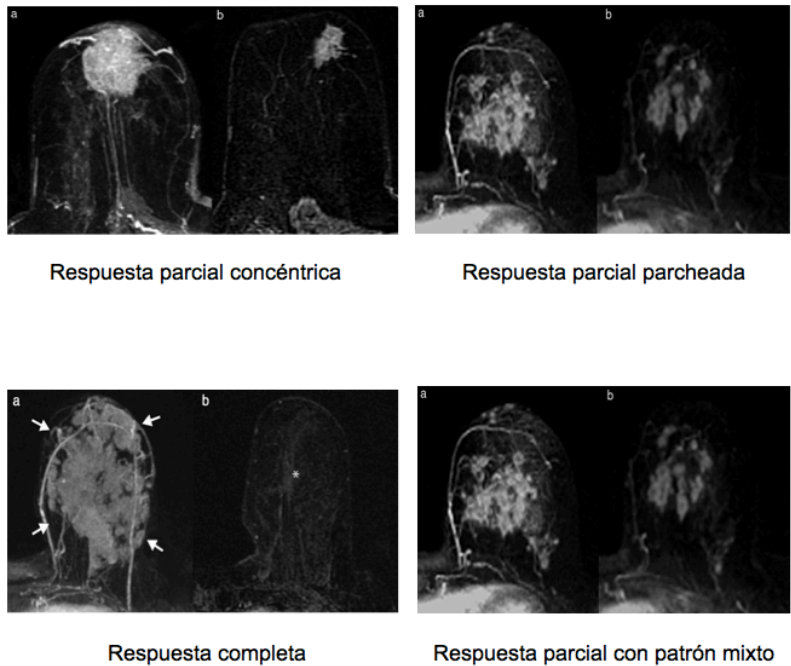 a
b
a
b
Respuesta parcial concéntrica
Respuesta parcial parcheada
a
b
*
a
b
Respuesta completa
Respuesta parcial con patrón mixto